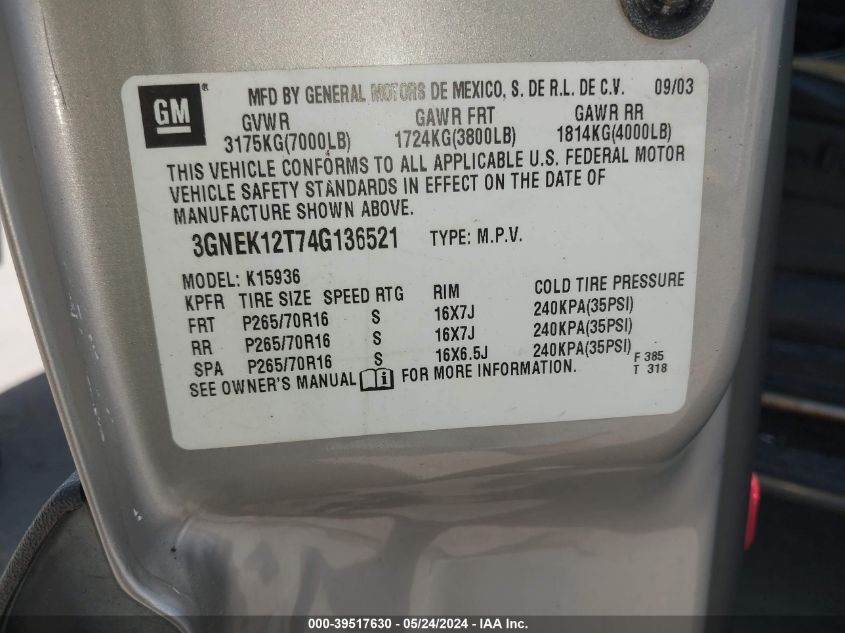 GM ® MFD BY GENERAL MOTORS DE MEXICO, S. DE R.L. DE C.V. 09/03
GVWR GAWR FRT GAWR RR
3175KG(7000LB) 1724KG(3800LB) 1814KG(4000LB)
THIS VEHICLE CONFORMS TO ALL APPLICABLE U.S. FEDERAL MOTOR
VEHICLE SAFETY STANDARDS IN EFFECT ON THE DATE OF
MANUFACTURE SHOWN ABOVE.
3GNEK12T74G136521 TYPE: M.P.V.
MODEL: K15936
KPFR TIRE SIZE SPEED RTG RIM COLD TIRE PRESSURE
FRT P265/70R16 S 16X7J 240KPA(35PSI)
RR P265/70R16 S 16X7J 240KPA(35PSI)
SPA P265/70R16 S 16X6.5J 240KPA(35PSI) F 385
SEE OWNER'S MANUAL FOR MORE INFORMATION. T 318
000-39517630 - 05/24/2024 - IAA Inc.